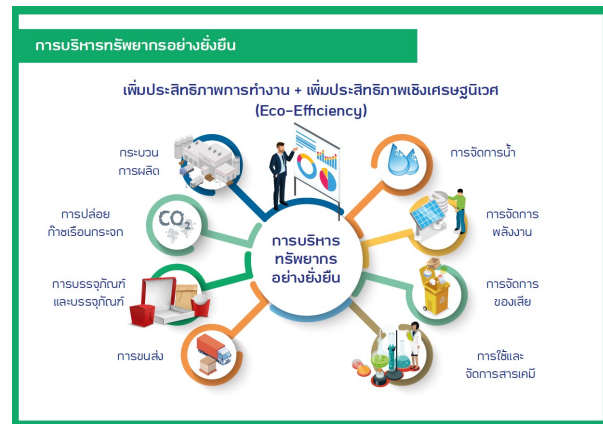 การบริหารทรัพยากรอย่างยั่งยืน
เพิ่มประสิทธิภาพการทำงาน + เพิ่มประสิทธิภาพเชิงเศรษฐนิเวศ
(Eco-Efficiency)
กระบวน
การผลิต
การจัดการน้ำ
การปล่อย
ก๊าซเรือนกระจก
CO2
การจัดการ
พลังงาน
การบริหาร
ทรัพยากร
อย่างยั่งยืน
การบรรจุภัณฑ์
และบรรจุภัณฑ์
การจัดการ
ของเสีย
การขนส่ง
การใช้และ
จัดการสารเคมี